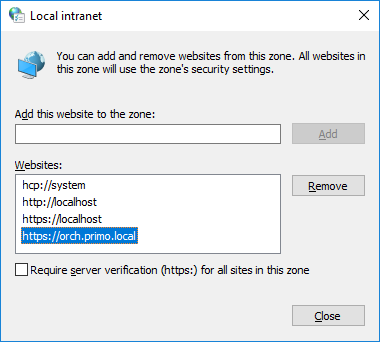 Local intranet
You can add and remove websites from this zone. All websites in
this zone will use the zone's security settings.
Add this website to the zone:
Add
Websites:
hcp://system
http://localhost
https://localhost
https://orch.primo.local
Remove
Require server verification (https:) for all sites in this zone
Close